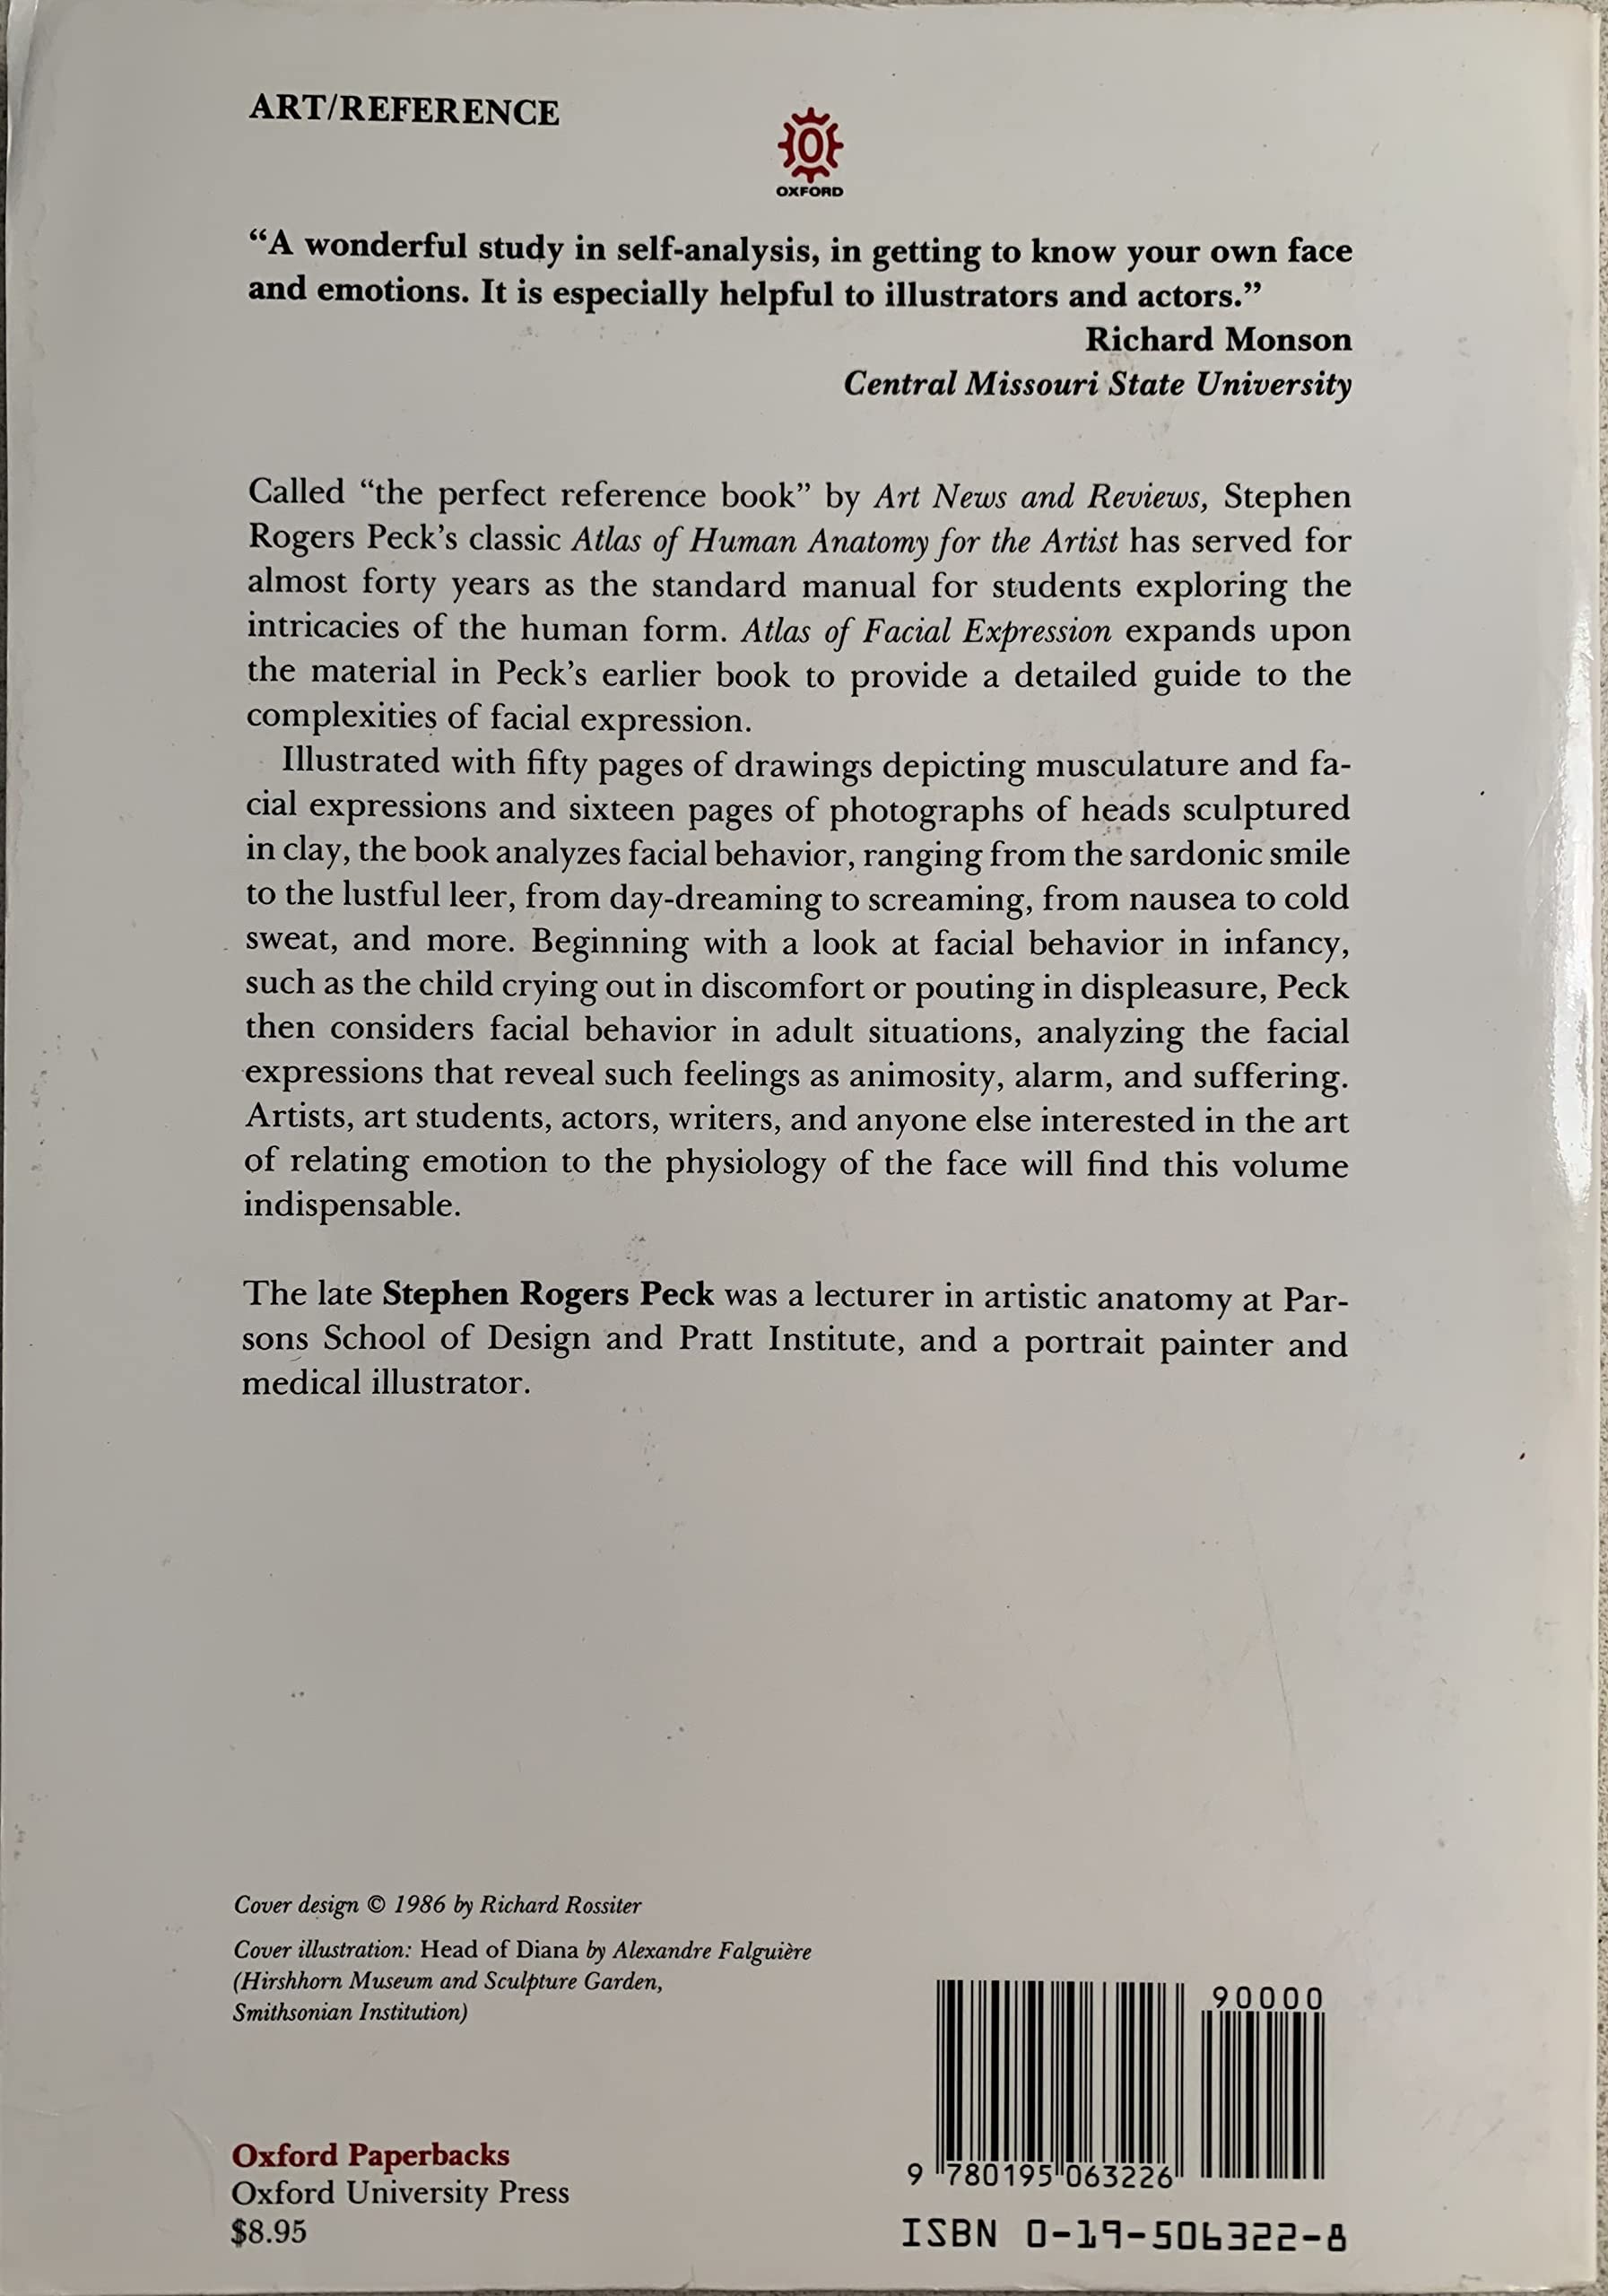 ART/REFERENCE
OXFORD
“A wonderful study in self-analysis, in getting to know your own face
and emotions. It is especially helpful to illustrators and actors.”
Richard Monson
Central Missouri State University
Called “the perfect reference book” by Art News and Reviews, Stephen
Rogers Peck’s classic Atlas of Human Anatomy for the Artist has served for
almost forty years as the standard manual for students exploring the
intricacies of the human form. Atlas of Facial Expression expands upon
the material in Peck’s earlier book to provide a detailed guide to the
complexities of facial expression.
Illustrated with fifty pages of drawings depicting musculature and fa-
cial expressions and sixteen pages of photographs of heads sculptured
in clay, the book analyzes facial behavior, ranging from the sardonic smile
to the lustful leer, from day-dreaming to screaming, from nausea to cold
sweat, and more. Beginning with a look at facial behavior in infancy,
such as the child crying out in discomfort or pouting in displeasure, Peck
then considers facial behavior in adult situations, analyzing the facial
expressions that reveal such feelings as animosity, alarm, and suffering.
Artists, art students, actors, writers, and anyone else interested in the art
of relating emotion to the physiology of the face will find this volume
indispensable.
The late Stephen Rogers Peck was a lecturer in artistic anatomy at Par-
sons School of Design and Pratt Institute, and a portrait painter and
medical illustrator.
Cover design © 1986 by Richard Rossiter
Cover illustration: Head of Diana by Alexandre Falguière
(Hirshhorn Museum and Sculpture Garden,
Smithsonian Institution)
Oxford Paperbacks
Oxford University Press
$8.95
90000
9 780195 063226
ISBN 0-19-506322-8